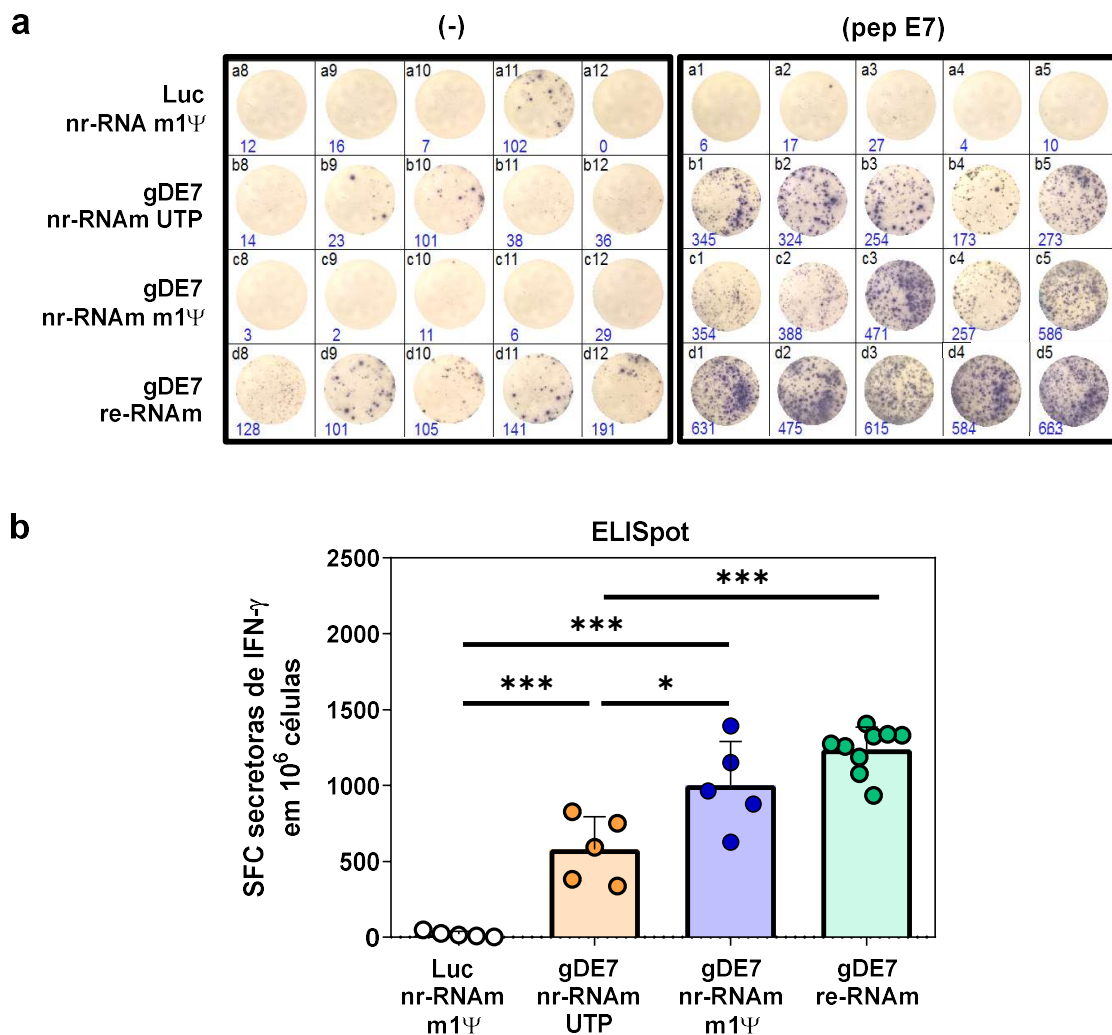 a
(-)
(pep E7)
Luc
nr-RNA m1Ψ
a8 a9 a10 a11 a12 a1 a2 a3 a4 a5
12 16 7 102 0 6 17 27 4 10
gDE7
nr-RNAm UTP
b8 b9 b10 b11 b12 b1 b2 b3 b4 b5
14 23 101 38 36 345 324 254 173 273
gDE7
nr-RNAm m1Ψ
c8 c9 c10 c11 c12 c1 c2 c3 c4 c5
3 2 11 6 29 354 388 471 257 586
gDE7
re-RNAm
d8 d9 d10 d11 d12 d1 d2 d3 d4 d5
128 101 105 141 191 631 475 615 584 663
b
ELISpot
SFC secretoras de IFN-γ
em 10⁶ células
2500
2000
1500
1000
500
0
***
***
***
*
Luc
nr-RNAm
m1Ψ
gDE7
nr-RNAm
UTP
gDE7
nr-RNAm
m1Ψ
gDE7
re-RNAm